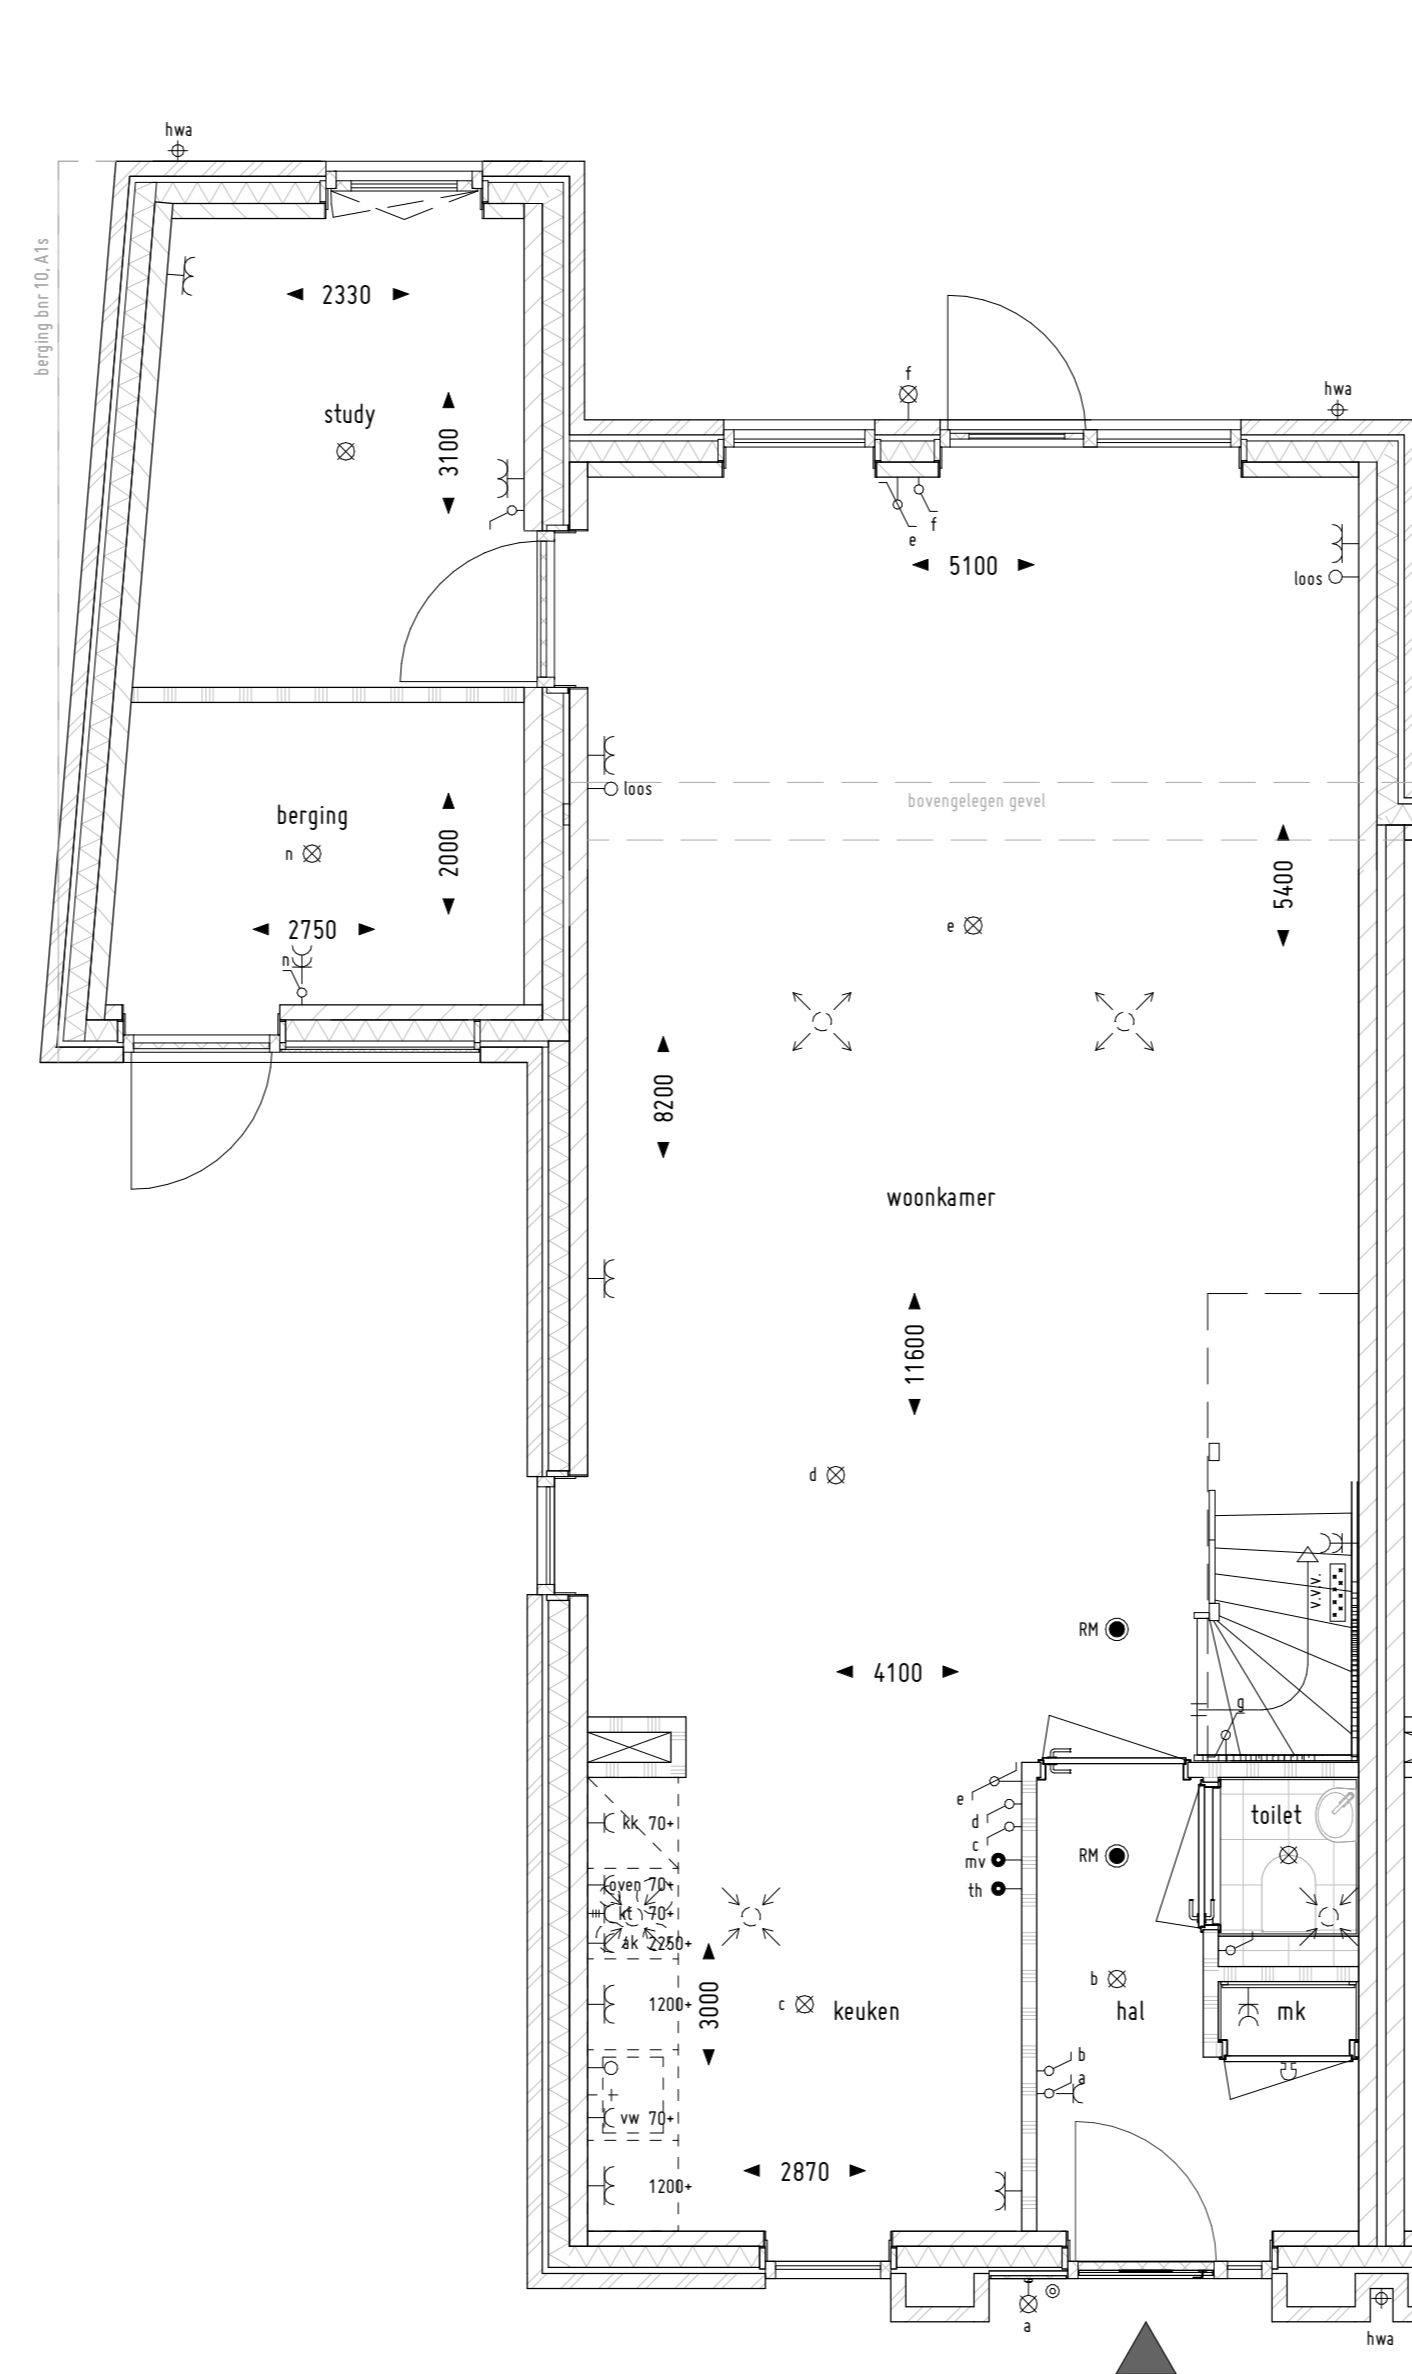 hwa
berging bnr 10, A1s
2330
study
3100
f
hwa
e
f
5100
loos
loos
bovengelegen gevel
berging
n
2000
2750
n
5400
e
8200
woonkamer
11600
d
v.v.v.
RM
4100
g
e
d
c
mv
th
RM
toilet
kk 70+
oven 70+
kt 70+
ak 2250+
1200+
3000
c
keuken
b
hal
mk
b
a
vw 70+
2870
1200+
a
hwa